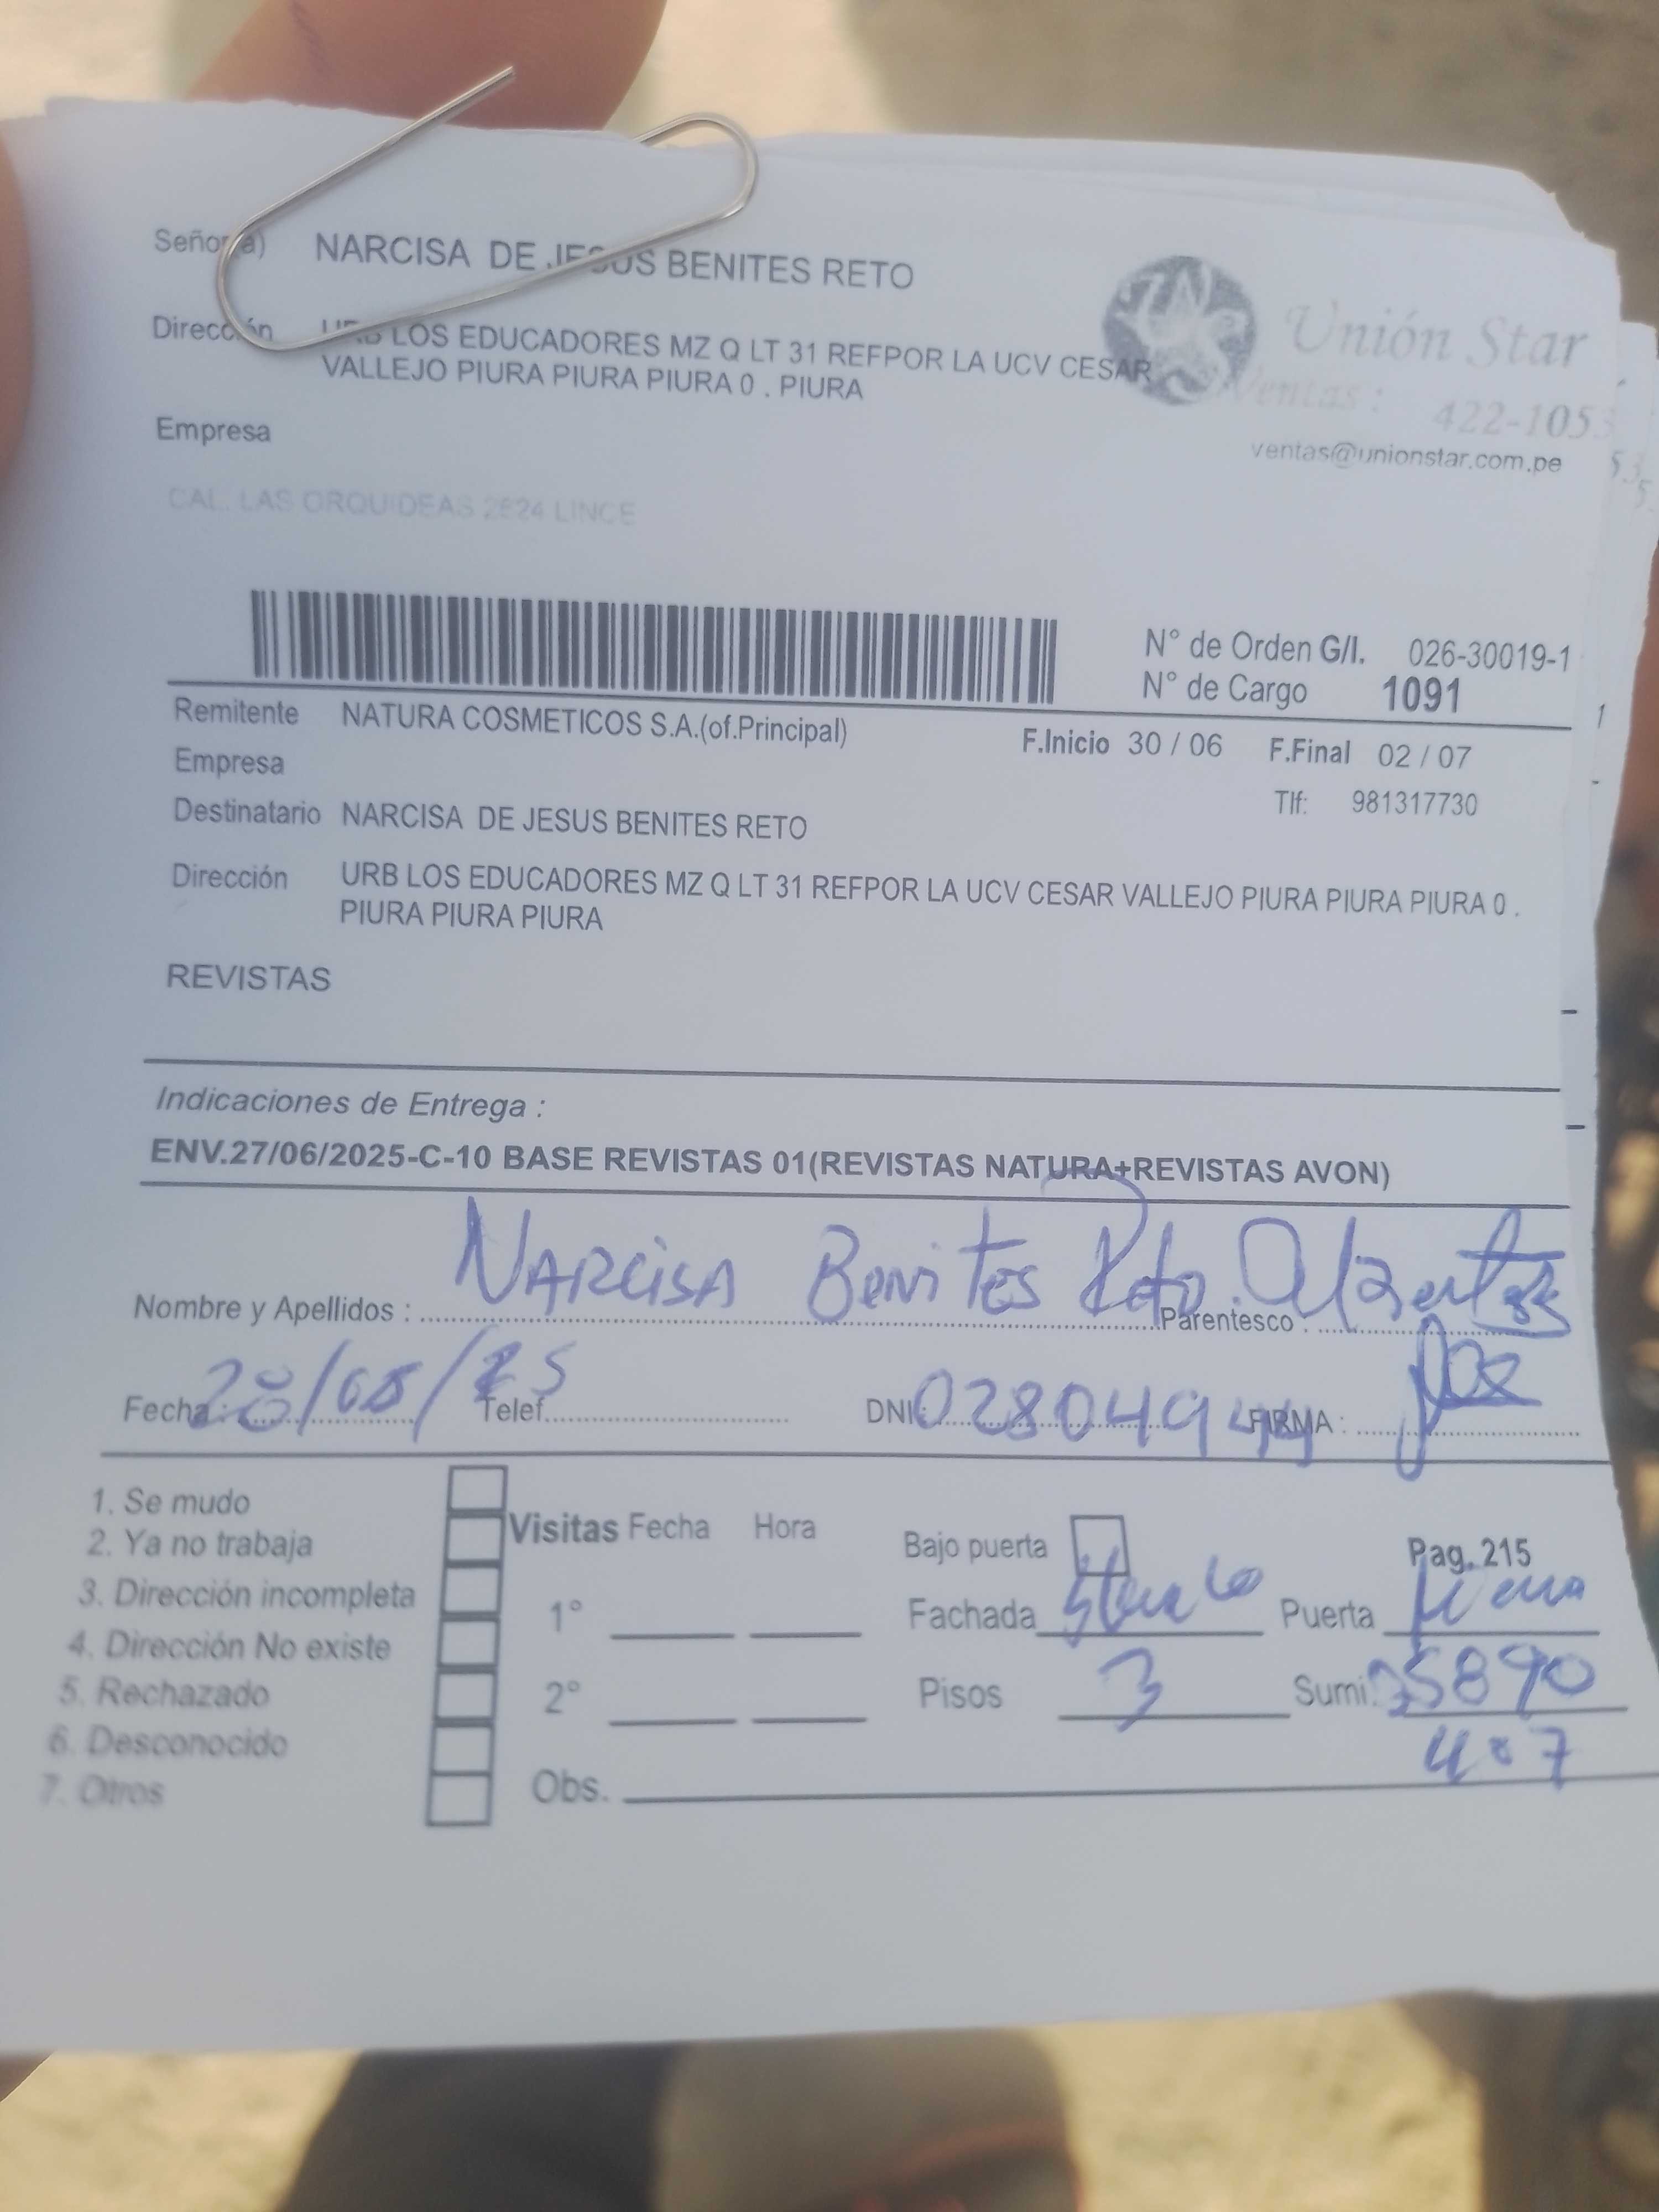 Señor(a) NARCISA DE JESUS BENITES RETO
Dirección URB LOS EDUCADORES MZ Q LT 31 REFPOR LA UCV CESAR
VALLEJO PIURA PIURA PIURA 0 . PIURA
Unión Star
Ventas : 422-1053
ventas@unionstar.com.pe
Empresa
CAL. LAS ORQUIDEAS 2624 LINCE
N° de Orden G/I. 026-30019-1
N° de Cargo 1091
Remitente NATURA COSMETICOS S.A.(of.Principal)
F.Inicio 30 / 06 F.Final 02 / 07
Empresa
Tlf: 981317730
Destinatario NARCISA DE JESUS BENITES RETO
Dirección URB LOS EDUCADORES MZ Q LT 31 REFPOR LA UCV CESAR VALLEJO PIURA PIURA PIURA 0 .
PIURA PIURA PIURA
REVISTAS
Indicaciones de Entrega :
ENV.27/06/2025-C-10 BASE REVISTAS 01(REVISTAS NATURA+REVISTAS AVON)
Nombre y Apellidos : NARCISA Benites Reto Parentesco :
Fecha: Telef. DNI: FIRMA :
1. Se mudo
2. Ya no trabaja
3. Dirección incompleta
4. Dirección No existe
5. Rechazado
6. Desconocido
7. Otros
Visitas Fecha Hora
1°
2°
Obs.
Bajo puerta Pag. 215
Fachada Puerta
Pisos 3 Sumi.
407